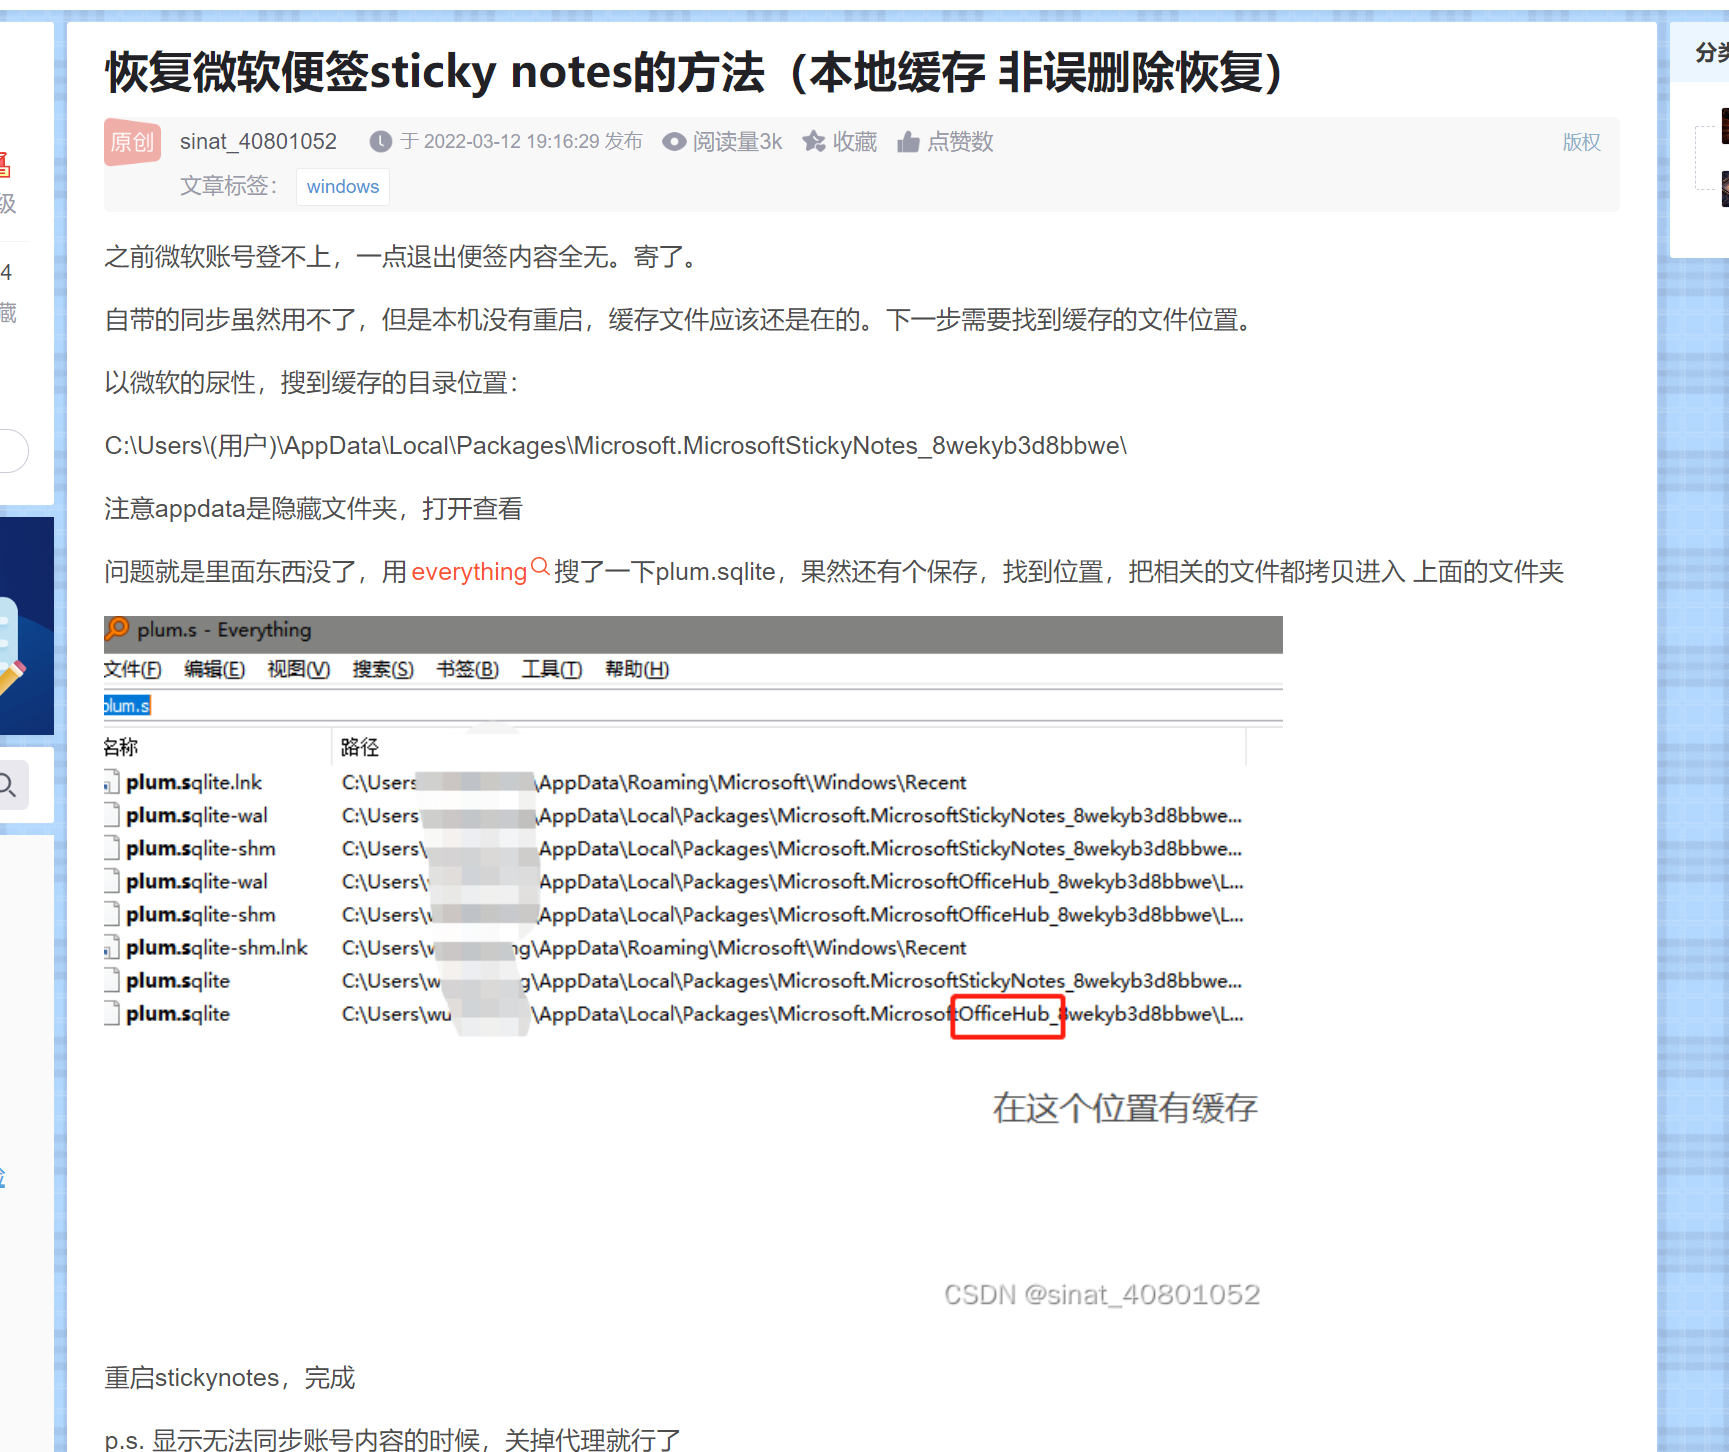 恢复微软便签sticky notes的方法（本地缓存 非误删除恢复）
分类
原创 sinat_40801052 于 2022-03-12 19:16:29 发布 阅读量3k 收藏 点赞数 版权
文章标签： windows
级
4
藏
之前微软账号登不上，一点退出便签内容全无。寄了。
自带的同步虽然用不了，但是本机没有重启，缓存文件应该还是在的。下一步需要找到缓存的文件位置。
以微软的尿性，搜到缓存的目录位置：
C:\Users\(用户)\AppData\Local\Packages\Microsoft.MicrosoftStickyNotes_8wekyb3d8bbwe\
注意appdata是隐藏文件夹，打开查看
问题就是里面东西没了，用 everything 搜了一下plum.sqlite，果然还有个保存，找到位置，把相关的文件都拷贝进入 上面的文件夹
plum.s - Everything
文件(F) 编辑(E) 视图(V) 搜索(S) 书签(B) 工具(T) 帮助(H)
plum.s
名称 路径
plum.sqlite.lnk C:\Users \AppData\Roaming\Microsoft\Windows\Recent
plum.sqlite-wal C:\Users \AppData\Local\Packages\Microsoft.MicrosoftStickyNotes_8wekyb3d8bbwe...
plum.sqlite-shm C:\Users\ AppData\Local\Packages\Microsoft.MicrosoftStickyNotes_8wekyb3d8bbwe...
plum.sqlite-wal C:\Users\ AppData\Local\Packages\Microsoft.MicrosoftOfficeHub_8wekyb3d8bbwe\L...
plum.sqlite-shm C:\Users\ AppData\Local\Packages\Microsoft.MicrosoftOfficeHub_8wekyb3d8bbwe\L...
plum.sqlite-shm.lnk C:\Users\ ng\AppData\Roaming\Microsoft\Windows\Recent
plum.sqlite C:\Users\w g\AppData\Local\Packages\Microsoft.MicrosoftStickyNotes_8wekyb3d8bbwe...
plum.sqlite C:\Users\wu \AppData\Local\Packages\Microsoft.MicrosoftOfficeHub_8wekyb3d8bbwe\L...
在这个位置有缓存
CSDN @sinat_40801052
重启stickynotes，完成
p.s. 显示无法同步账号内容的时候，关掉代理就行了